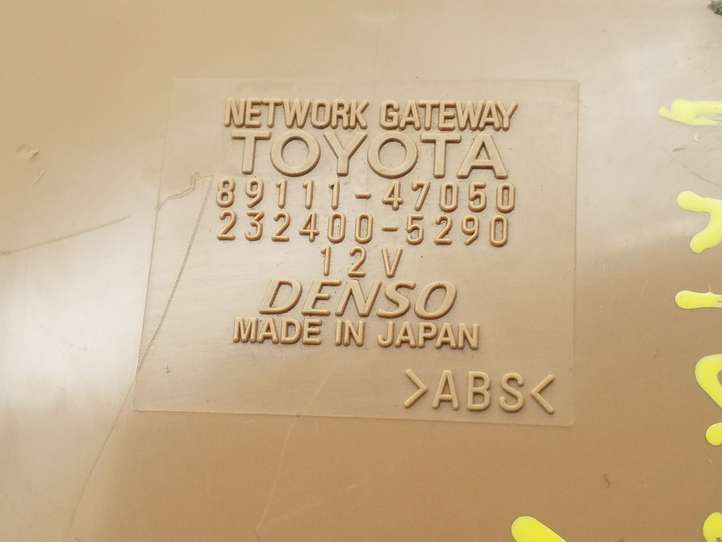 NETWORK GATEWAY
TOYOTA
89111-47050
232400-5290
12V
DENSO
MADE IN JAPAN
>ABS<